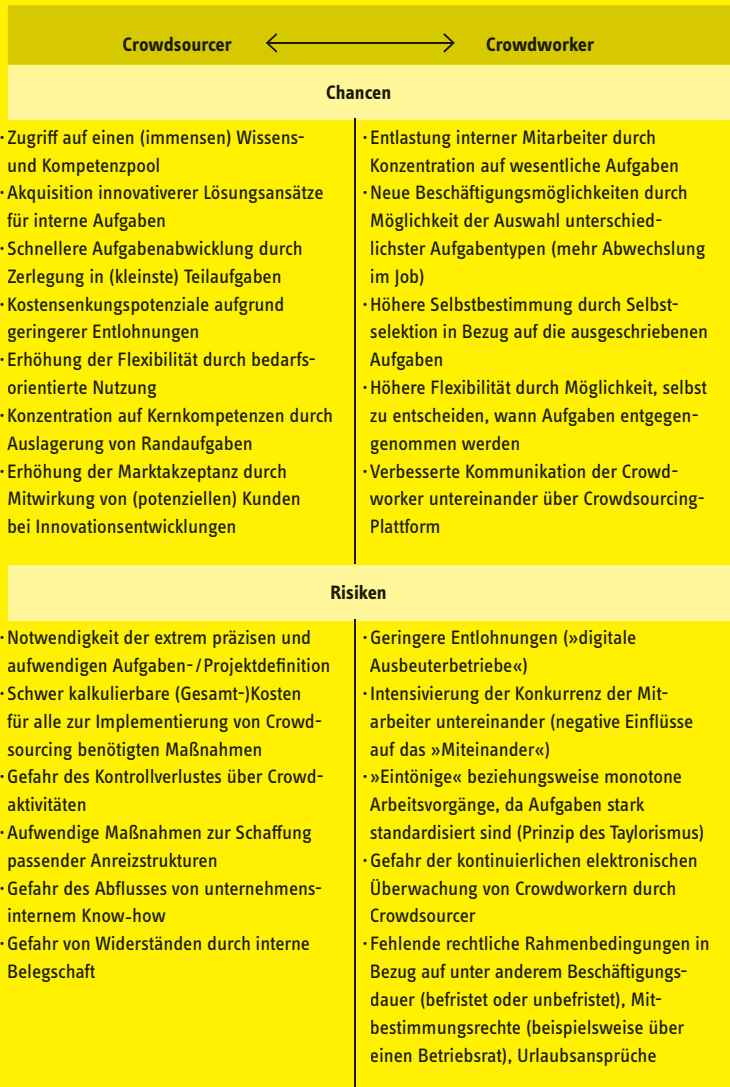 Crowdsourcer ⟷ Crowdworker
Chancen
· Zugriff auf einen (immensen) Wissens-
und Kompetenzpool
· Akquisition innovativerer Lösungsansätze
für interne Aufgaben
· Schnellere Aufgabenabwicklung durch
Zerlegung in (kleinste) Teilaufgaben
· Kostensenkungspotenziale aufgrund
geringerer Entlohnungen
· Erhöhung der Flexibilität durch bedarfs-
orientierte Nutzung
· Konzentration auf Kernkompetenzen durch
Auslagerung von Randaufgaben
· Erhöhung der Marktakzeptanz durch
Mitwirkung von (potenziellen) Kunden
bei Innovationsentwicklungen
· Entlastung interner Mitarbeiter durch
Konzentration auf wesentliche Aufgaben
· Neue Beschäftigungsmöglichkeiten durch
Möglichkeit der Auswahl unterschied-
lichster Aufgabentypen (mehr Abwechslung
im Job)
· Höhere Selbstbestimmung durch Selbst-
selektion in Bezug auf die ausgeschriebenen
Aufgaben
· Höhere Flexibilität durch Möglichkeit, selbst
zu entscheiden, wann Aufgaben entgegen-
genommen werden
· Verbesserte Kommunikation der Crowd-
worker untereinander über Crowdsourcing-
Plattform
Risiken
· Notwendigkeit der extrem präzisen und
aufwendigen Aufgaben-/Projektdefinition
· Schwer kalkulierbare (Gesamt-)Kosten
für alle zur Implementierung von Crowd-
sourcing benötigten Maßnahmen
· Gefahr des Kontrollverlustes über Crowd-
aktivitäten
· Aufwendige Maßnahmen zur Schaffung
passender Anreizstrukturen
· Gefahr des Abflusses von unternehmens-
internem Know-how
· Gefahr von Widerständen durch interne
Belegschaft
· Geringere Entlohnungen (»digitale
Ausbeuterbetriebe«)
· Intensivierung der Konkurrenz der Mit-
arbeiter untereinander (negative Einflüsse
auf das »Miteinander«)
· »Eintönige« beziehungsweise monotone
Arbeitsvorgänge, da Aufgaben stark
standardisiert sind (Prinzip des Taylorismus)
· Gefahr der kontinuierlichen elektronischen
Überwachung von Crowdworkern durch
Crowdsourcer
· Fehlende rechtliche Rahmenbedingungen in
Bezug auf unter anderem Beschäftigungs-
dauer (befristet oder unbefristet), Mit-
bestimmungsrechte (beispielsweise über
einen Betriebsrat), Urlaubsansprüche